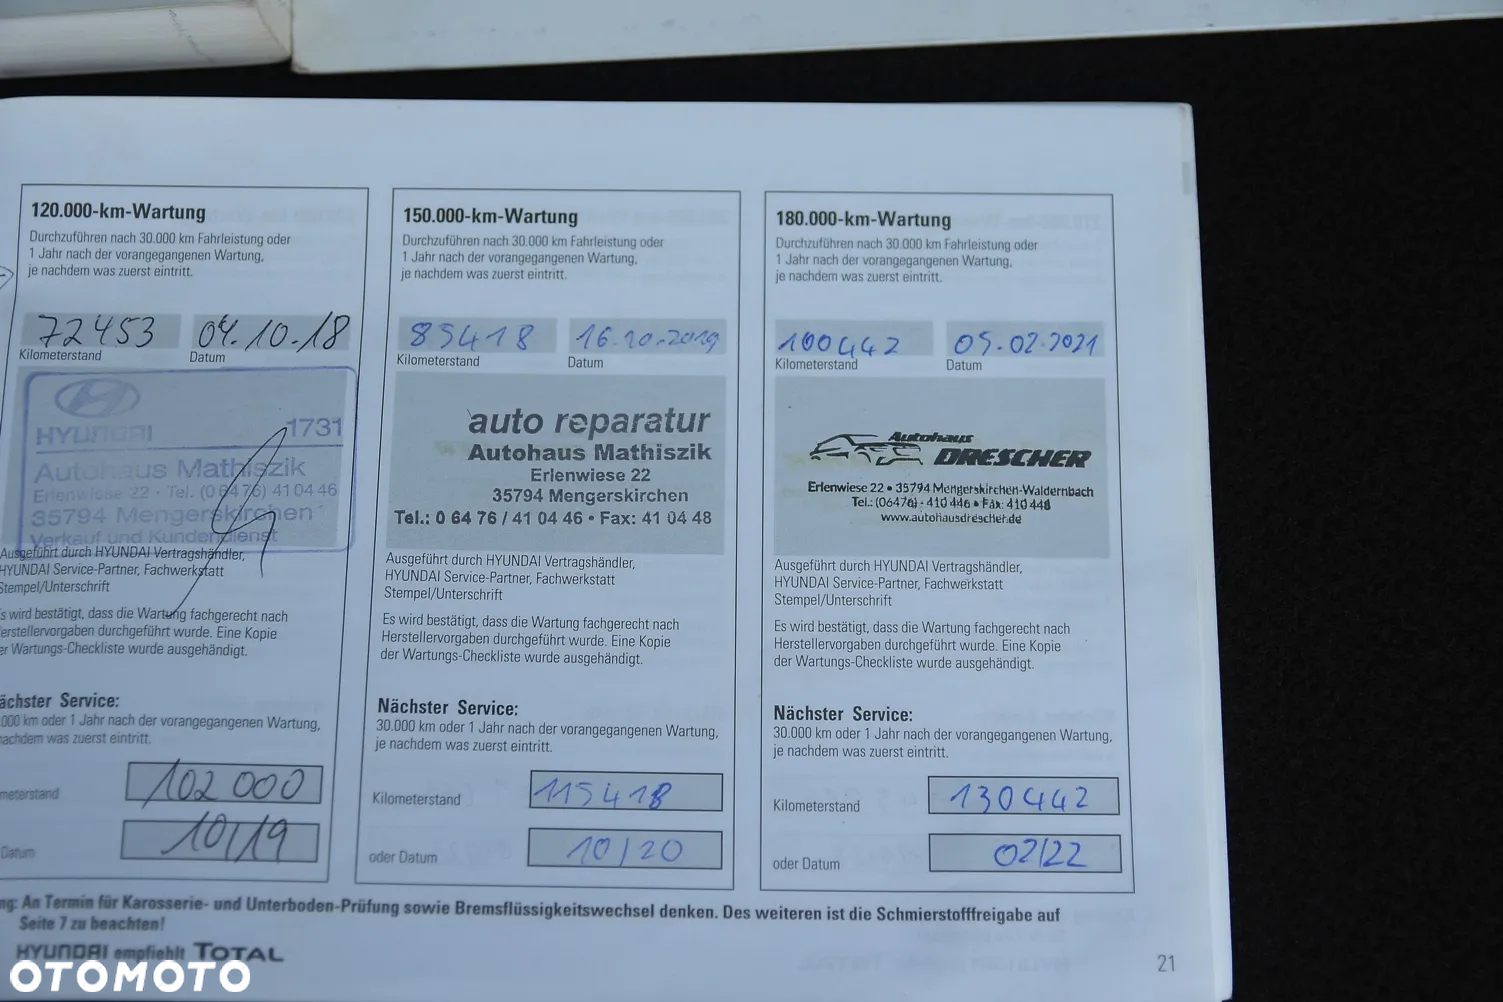 120.000-km-Wartung
Durchzuführen nach 30.000 km Fahrleistung oder
1 Jahr nach der vorangegangenen Wartung,
je nachdem was zuerst eintritt.
72453
04.10.18
Kilometerstand
Datum
HYUNDAI
1731
Autohaus Mathiszik
Erlenwiese 22 · Tel. (0 64 76) 41 04 46
35794 Mengerskirchen
Verkauf und Kundendienst
Ausgeführt durch HYUNDAI Vertragshändler,
HYUNDAI Service-Partner, Fachwerkstatt
Stempel/Unterschrift
s wird bestätigt, dass die Wartung fachgerecht nach
erstellervorgaben durchgeführt wurde. Eine Kopie
er Wartungs-Checkliste wurde ausgehändigt.
ächster Service:
000 km oder 1 Jahr nach der vorangegangenen Wartung,
nachdem was zuerst eintritt.
meterstand
102 000
Datum
10/19
150.000-km-Wartung
Durchzuführen nach 30.000 km Fahrleistung oder
1 Jahr nach der vorangegangenen Wartung,
je nachdem was zuerst eintritt.
85418
16.10.2019
Kilometerstand
Datum
auto reparatur
Autohaus Mathiszik
Erlenwiese 22
35794 Mengerskirchen
Tel.: 0 64 76 / 41 04 46 • Fax: 41 04 48
Ausgeführt durch HYUNDAI Vertragshändler,
HYUNDAI Service-Partner, Fachwerkstatt
Stempel/Unterschrift
Es wird bestätigt, dass die Wartung fachgerecht nach
Herstellervorgaben durchgeführt wurde. Eine Kopie
der Wartungs-Checkliste wurde ausgehändigt.
Nächster Service:
30.000 km oder 1 Jahr nach der vorangegangenen Wartung,
je nachdem was zuerst eintritt.
Kilometerstand
115418
oder Datum
10/20
180.000-km-Wartung
Durchzuführen nach 30.000 km Fahrleistung oder
1 Jahr nach der vorangegangenen Wartung,
je nachdem was zuerst eintritt.
100442
05.02.2021
Kilometerstand
Datum
Autohaus
DRESCHER
Erlenwiese 22 • 35794 Mengerskirchen-Waldernbach
Tel.: (06476) · 410 446 • Fax: 410 448
www.autohausdrescher.de
Ausgeführt durch HYUNDAI Vertragshändler,
HYUNDAI Service-Partner, Fachwerkstatt
Stempel/Unterschrift
Es wird bestätigt, dass die Wartung fachgerecht nach
Herstellervorgaben durchgeführt wurde. Eine Kopie
der Wartungs-Checkliste wurde ausgehändigt.
Nächster Service:
30.000 km oder 1 Jahr nach der vorangegangenen Wartung,
je nachdem was zuerst eintritt.
Kilometerstand
130442
oder Datum
02/22
ng: An Termin für Karosserie- und Unterboden-Prüfung sowie Bremsflüssigkeitswechsel denken. Des weiteren ist die Schmierstofffreigabe auf
Seite 7 zu beachten!
HYUNDAI empfiehlt TOTAL
21
OTOMOTO